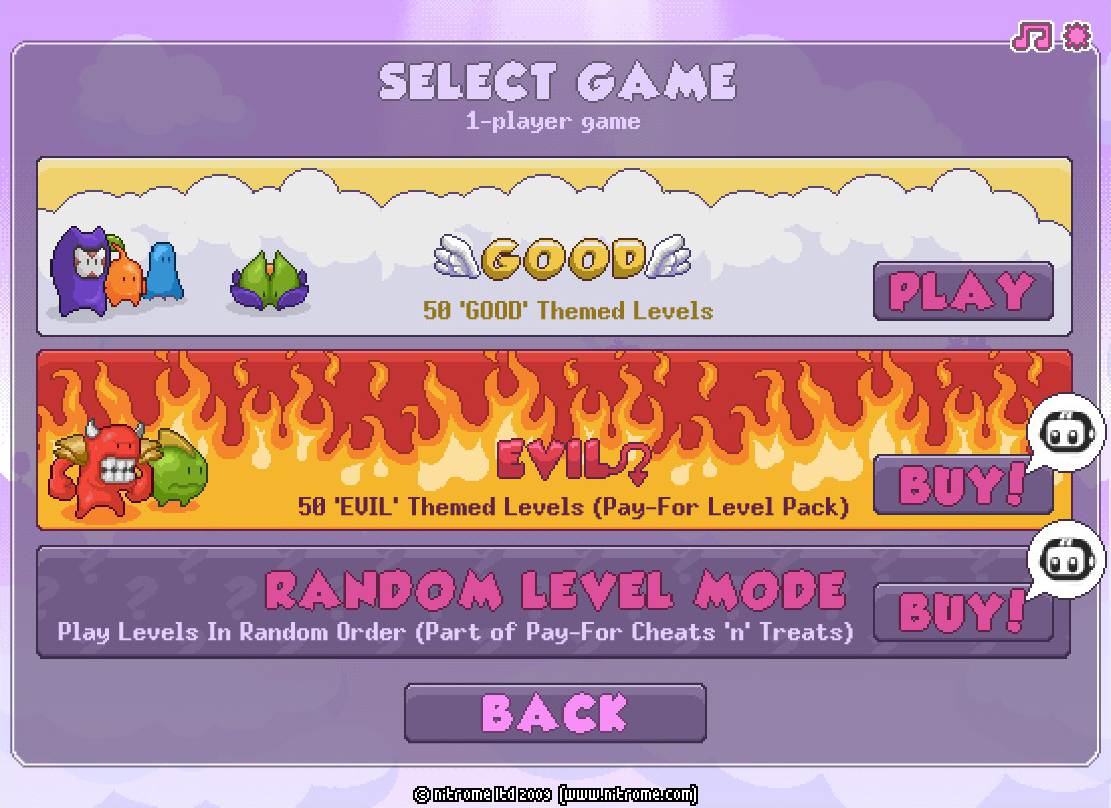 SELECT GAME
1-player game
GOOD
50 'GOOD' Themed Levels
PLAY
EVIL
50 'EVIL' Themed Levels (Pay-For Level Pack)
BUY!
RANDOM LEVEL MODE
Play Levels In Random Order (Part of Pay-For Cheats 'n' Treats)
BUY!
BACK
© nitrome ltd 2009 (www.nitrome.com)